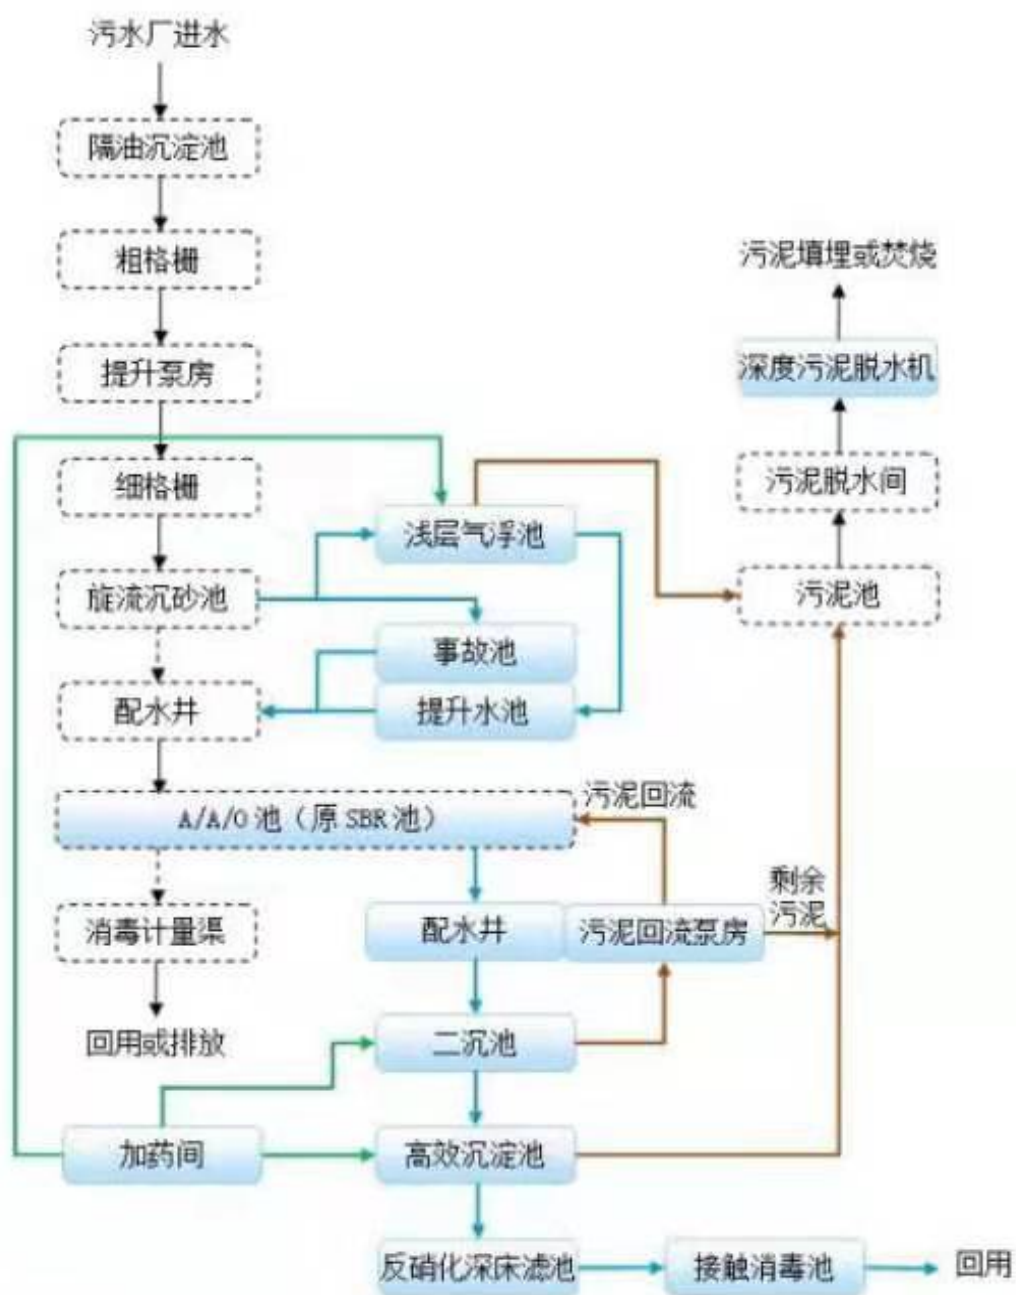 污水厂进水
隔油沉淀池
粗格栅
提升泵房
细格栅
旋流沉砂池
配水井
A/A/O池（原SBR池）
消毒计量渠
回用或排放
加药间
浅层气浮池
事故池
提升水池
污泥回流
配水井
污泥回流泵房
二沉池
高效沉淀池
反硝化深床滤池
接触消毒池
回用
剩余
污泥
污泥填埋或焚烧
深度污泥脱水机
污泥脱水间
污泥池